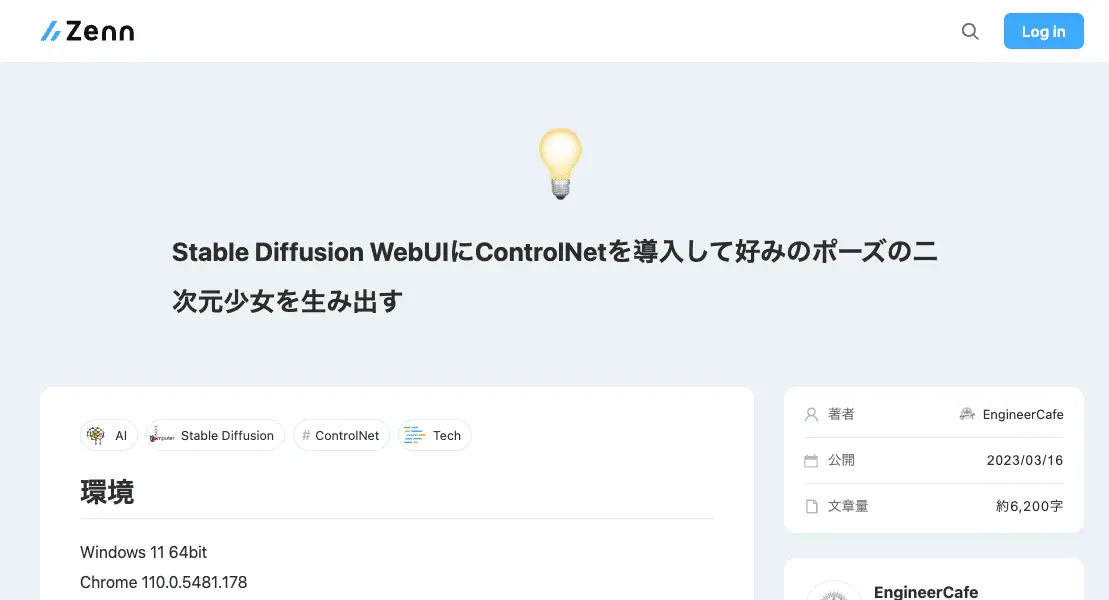 Zenn
Log in
Stable Diffusion WebUIにControlNetを導入して好みのポーズの二
次元少女を生み出す
AI
Stable Diffusion
# ControlNet
Tech
環境
Windows 11 64bit
Chrome 110.0.5481.178
著者
EngineerCafe
公開
2023/03/16
文章量
約6,200字
EngineerCafe